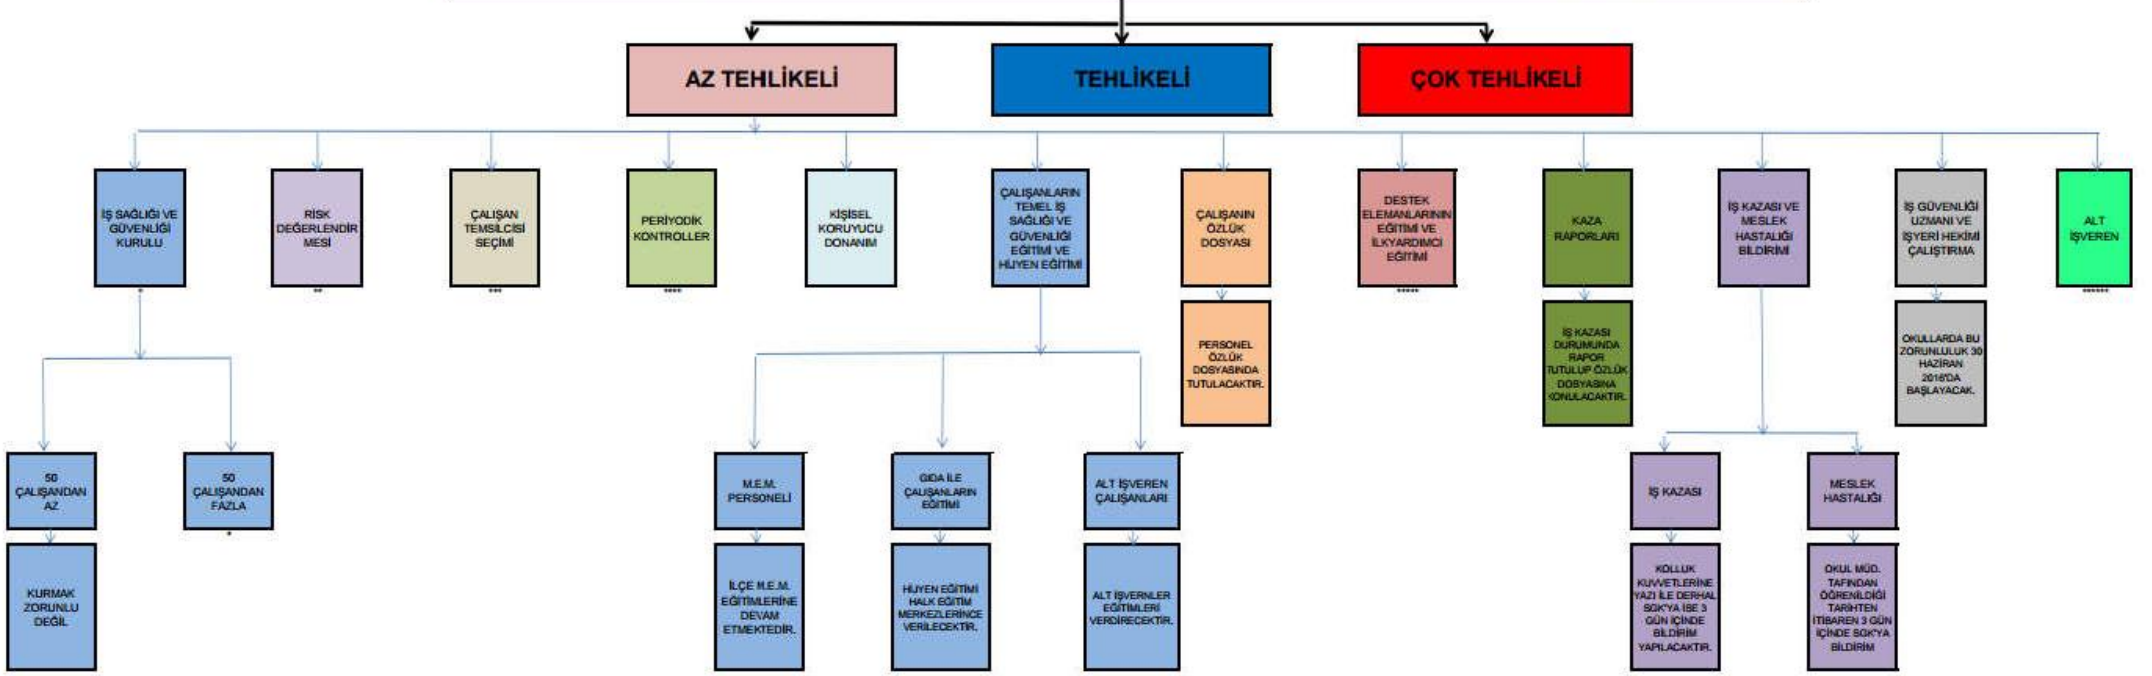 AZ TEHLİKELİ
TEHLİKELİ
ÇOK TEHLİKELİ
İŞ SAĞLIĞI VE
GÜVENLİĞİ
KURULU
*
RİSK
DEĞERLENDİR
MESİ
**
ÇALIŞAN
TEMSİLCİSİ
SEÇİMİ
***
PERİYODİK
KONTROLLER
****
KİŞİSEL
KORUYUCU
DONANIM
ÇALIŞANLARIN
TEMEL İŞ
SAĞLIĞI VE
GÜVENLİĞİ
EĞİTİMİ VE
HİJYEN EĞİTİMİ
ÇALIŞANIN
ÖZLÜK
DOSYASI
DESTEK
ELEMANLARININ
EĞİTİMİ VE
İLKYARDIMCI
EĞİTİMİ
*****
KAZA
RAPORLARI
İŞ KAZASI VE
MESLEK
HASTALIĞI
BİLDİRİMİ
İŞ GÜVENLİĞİ
UZMANI VE
İŞYERİ HEKİMİ
ÇALIŞTIRMA
ALT
İŞVEREN
******
PERSONEL
ÖZLÜK
DOSYASINDA
TUTULACAKTIR.
İŞ KAZASI
DURUMUNDA
RAPOR
TUTULUP ÖZLÜK
DOSYASINA
KONULACAKTIR.
OKULLARDA BU
ZORUNLULUK 30
HAZİRAN
2016'DA
BAŞLAYACAK.
50
ÇALIŞANDAN
AZ
50
ÇALIŞANDAN
FAZLA
*
M.E.M.
PERSONELİ
GIDA İLE
ÇALIŞANLARIN
EĞİTİMİ
ALT İŞVEREN
ÇALIŞANLARI
İŞ KAZASI
MESLEK
HASTALIĞI
KURMAK
ZORUNLU
DEĞİL
İLÇE M.E.M.
EĞİTİMLERİNE
DEVAM
ETMEKTEDİR.
HİJYEN EĞİTİMİ
HALK EĞİTİM
MERKEZLERİNCE
VERİLECEKTİR.
ALT İŞVERNLER
EĞİTİMLERİ
VERDİRECEKTİR.
KOLLUK
KUVVETLERİNE
YAZI İLE DERHAL
SGK'YA İSE 3
GÜN İÇİNDE
BİLDİRİM
YAPILACAKTIR.
OKUL MÜD.
TAFINDAN
ÖĞRENİLDİĞİ
TARİHTEN
İTİBAREN 3 GÜN
İÇİNDE SGK'YA
BİLDİRİM